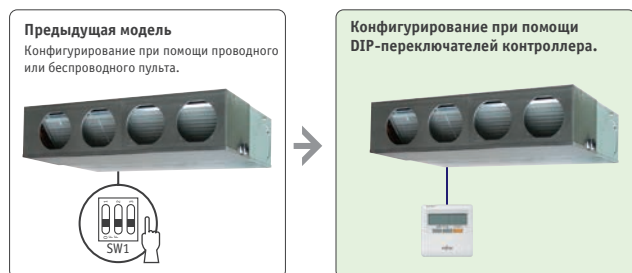 Предыдущая модель
Конфигурирование при помощи проводного
или беспроводного пульта.
SW1
Конфигурирование при помощи
DIP-переключателей контроллера.